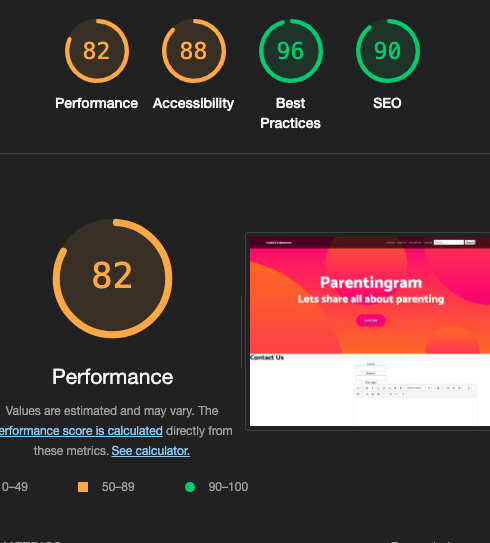 82
88
96
90
Performance
Accessibility
Best
Practices
SEO
82
Performance
Values are estimated and may vary. The
erformance score is calculated directly from
these metrics. See calculator.
0–49
50–89
90–100
Parentingram
Lets share all about parenting
EXPLORE
Contact Us